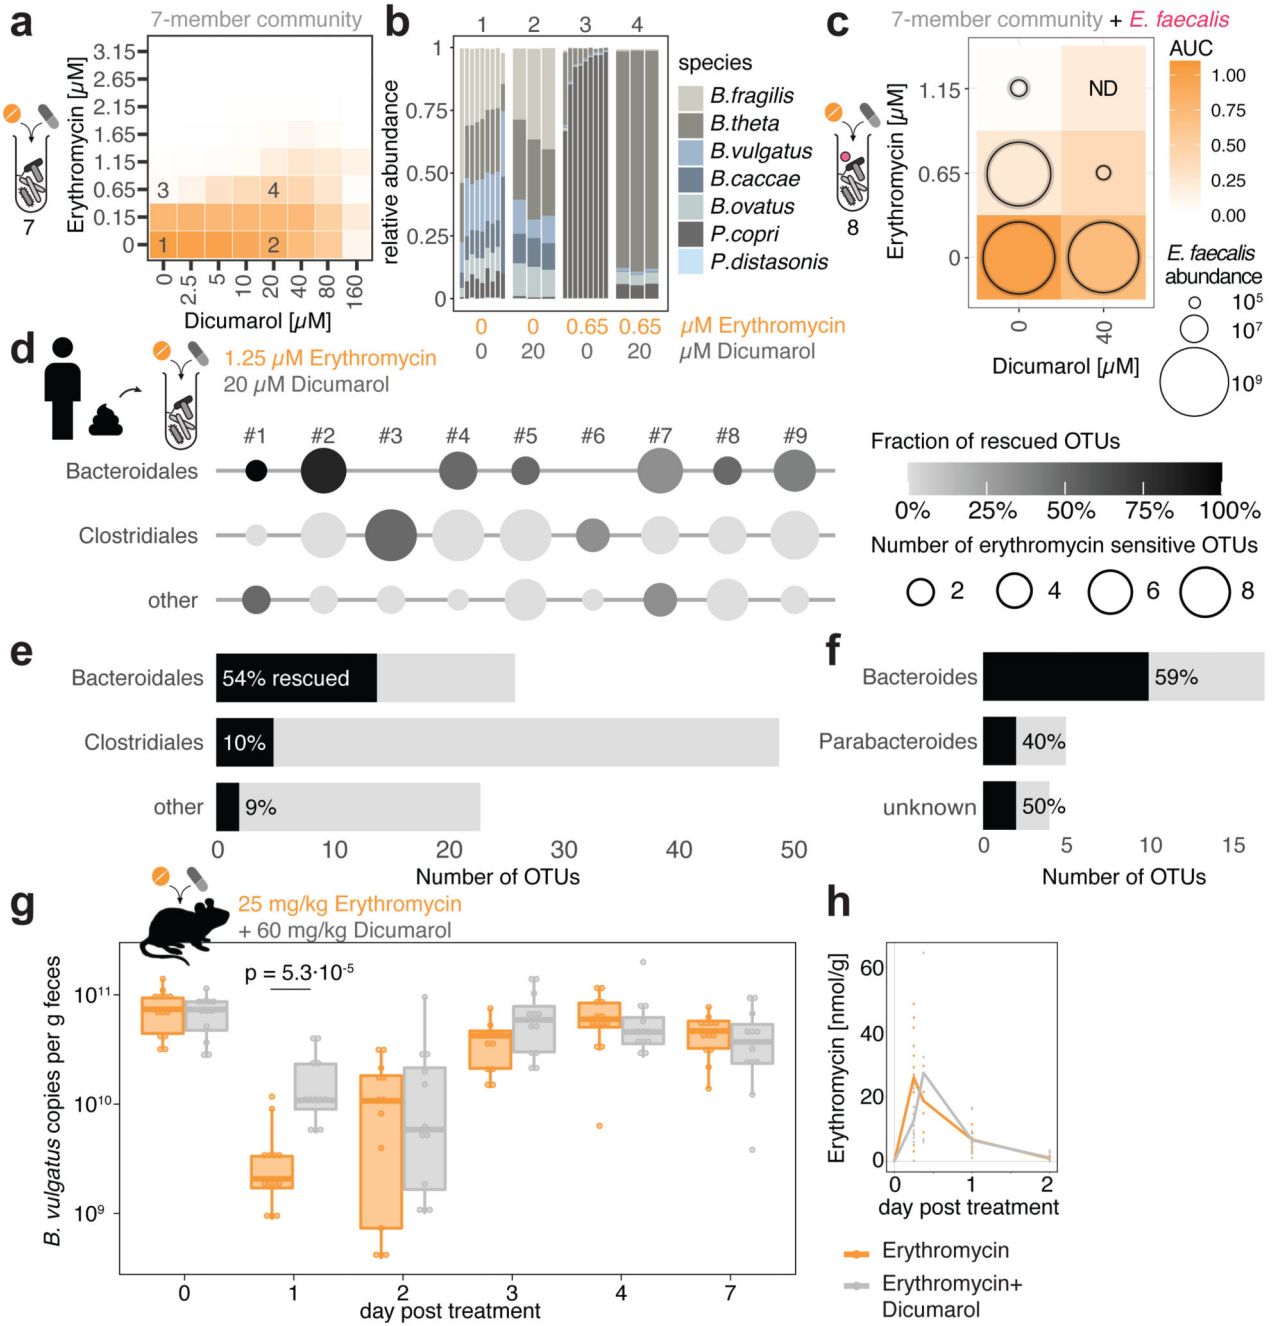 a
7-member community
Erythromycin [µM]
3.15
2.65
2.15
1.65
1.15
0.65
0.15
0
3
4
1
2
7
0
2.5
5
10
20
40
80
160
Dicumarol [µM]
b
1 2 3 4
relative abundance
1
0.75
0.50
0.25
0
0 0 0.65 0.65 µM Erythromycin
0 20 0 20 µM Dicumarol
species
B.fragilis
B.theta
B.vulgatus
B.caccae
B.ovatus
P.copri
P.distasonis
c
7-member community + E. faecalis
Erythromycin [µM]
1.15
0.65
0
ND
8
0
40
Dicumarol [µM]
AUC
1.00
0.75
0.50
0.25
0.00
E. faecalis
abundance
10⁵
10⁷
10⁹
d
1.25 µM Erythromycin
20 µM Dicumarol
#1 #2 #3 #4 #5 #6 #7 #8 #9
Bacteroidales
Clostridiales
other
Fraction of rescued OTUs
0% 25% 50% 75% 100%
Number of erythromycin sensitive OTUs
2 4 6 8
e
Bacteroidales
54% rescued
Clostridiales
10%
other
9%
0 10 20 30 40 50
Number of OTUs
f
Bacteroides
59%
Parabacteroides
40%
unknown
50%
0 5 10 15
Number of OTUs
g
25 mg/kg Erythromycin
+ 60 mg/kg Dicumarol
p = 5.3·10⁻⁵
B. vulgatus copies per g feces
10¹¹
10¹⁰
10⁹
0 1 2 3 4 7
day post treatment
h
Erythromycin [nmol/g]
60
40
20
0
0 1 2
day post treatment
Erythromycin
Erythromycin+
Dicumarol